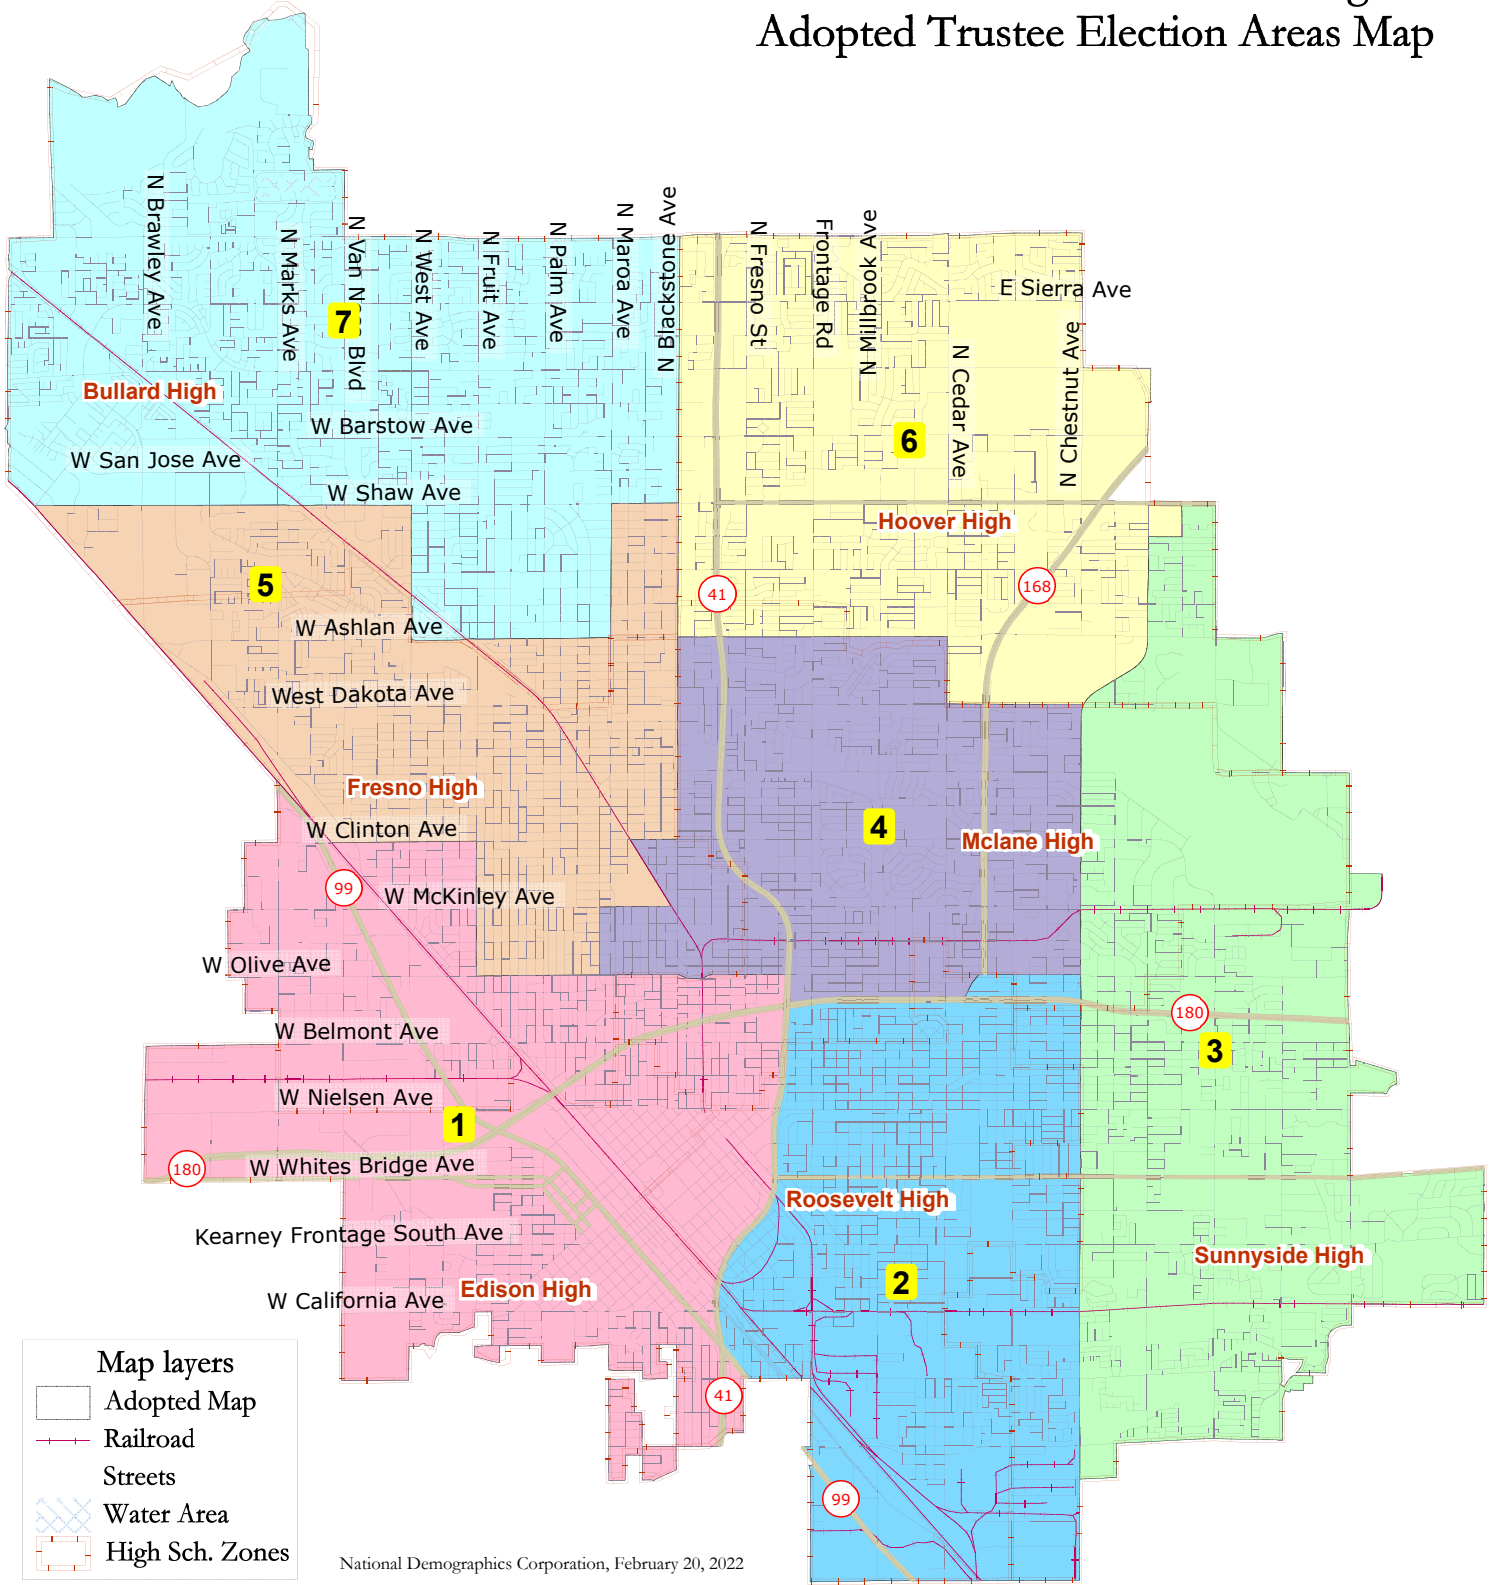 Adopted Trustee Election Areas Map
N Brawley Ave
N Marks Ave
N Van Blvd
N West Ave
N Fruit Ave
N Palm Ave
N Maroa Ave
N Blackstone Ave
N Fresno St
Frontage Rd
N Millbrook Ave
E Sierra Ave
N Cedar Ave
N Chestnut Ave
7
Bullard High
W Barstow Ave
6
W San Jose Ave
W Shaw Ave
Hoover High
5
41
168
W Ashlan Ave
West Dakota Ave
Fresno High
W Clinton Ave
4
Mclane High
99
W McKinley Ave
W Olive Ave
180
W Belmont Ave
3
W Nielsen Ave
1
180
W Whites Bridge Ave
Roosevelt High
Kearney Frontage South Ave
Sunnyside High
2
Edison High
W California Ave
Map layers
41
Adopted Map
Railroad
Streets
99
Water Area
High Sch. Zones
National Demographics Corporation, February 20, 2022